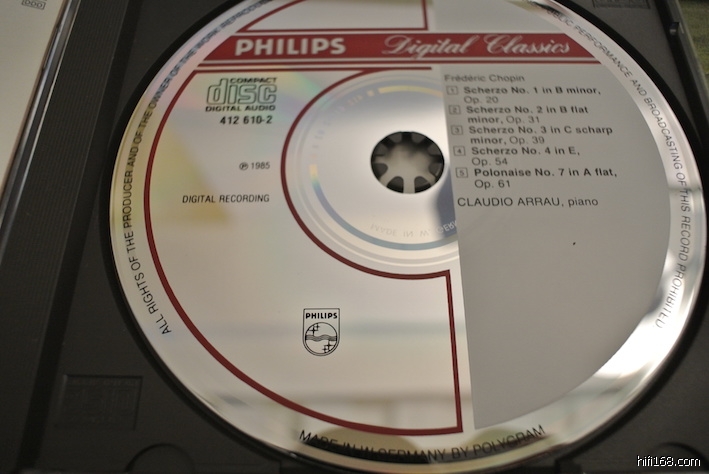 PHILIPS Digital Classics
COMPACT
disc
DIGITAL AUDIO
412 610-2
℗ 1985
DIGITAL RECORDING
Frédéric Chopin
1 Scherzo No. 1 in B minor,
Op. 20
2 Scherzo No. 2 in B flat
minor, Op. 31
3 Scherzo No. 3 in C scharp
minor, Op. 39
4 Scherzo No. 4 in E,
Op. 54
5 Polonaise No. 7 in A flat,
Op. 61
CLAUDIO ARRAU, piano
PHILIPS
ALL RIGHTS OF THE PRODUCER AND OF THE OWNER OF THE WORK REPRODUC
PUBLIC PERFORMANCE AND BROADCASTING OF THIS RECORD PROHIBITED
MADE IN W. GERMANY BY POLYGRAM
hifi168.com